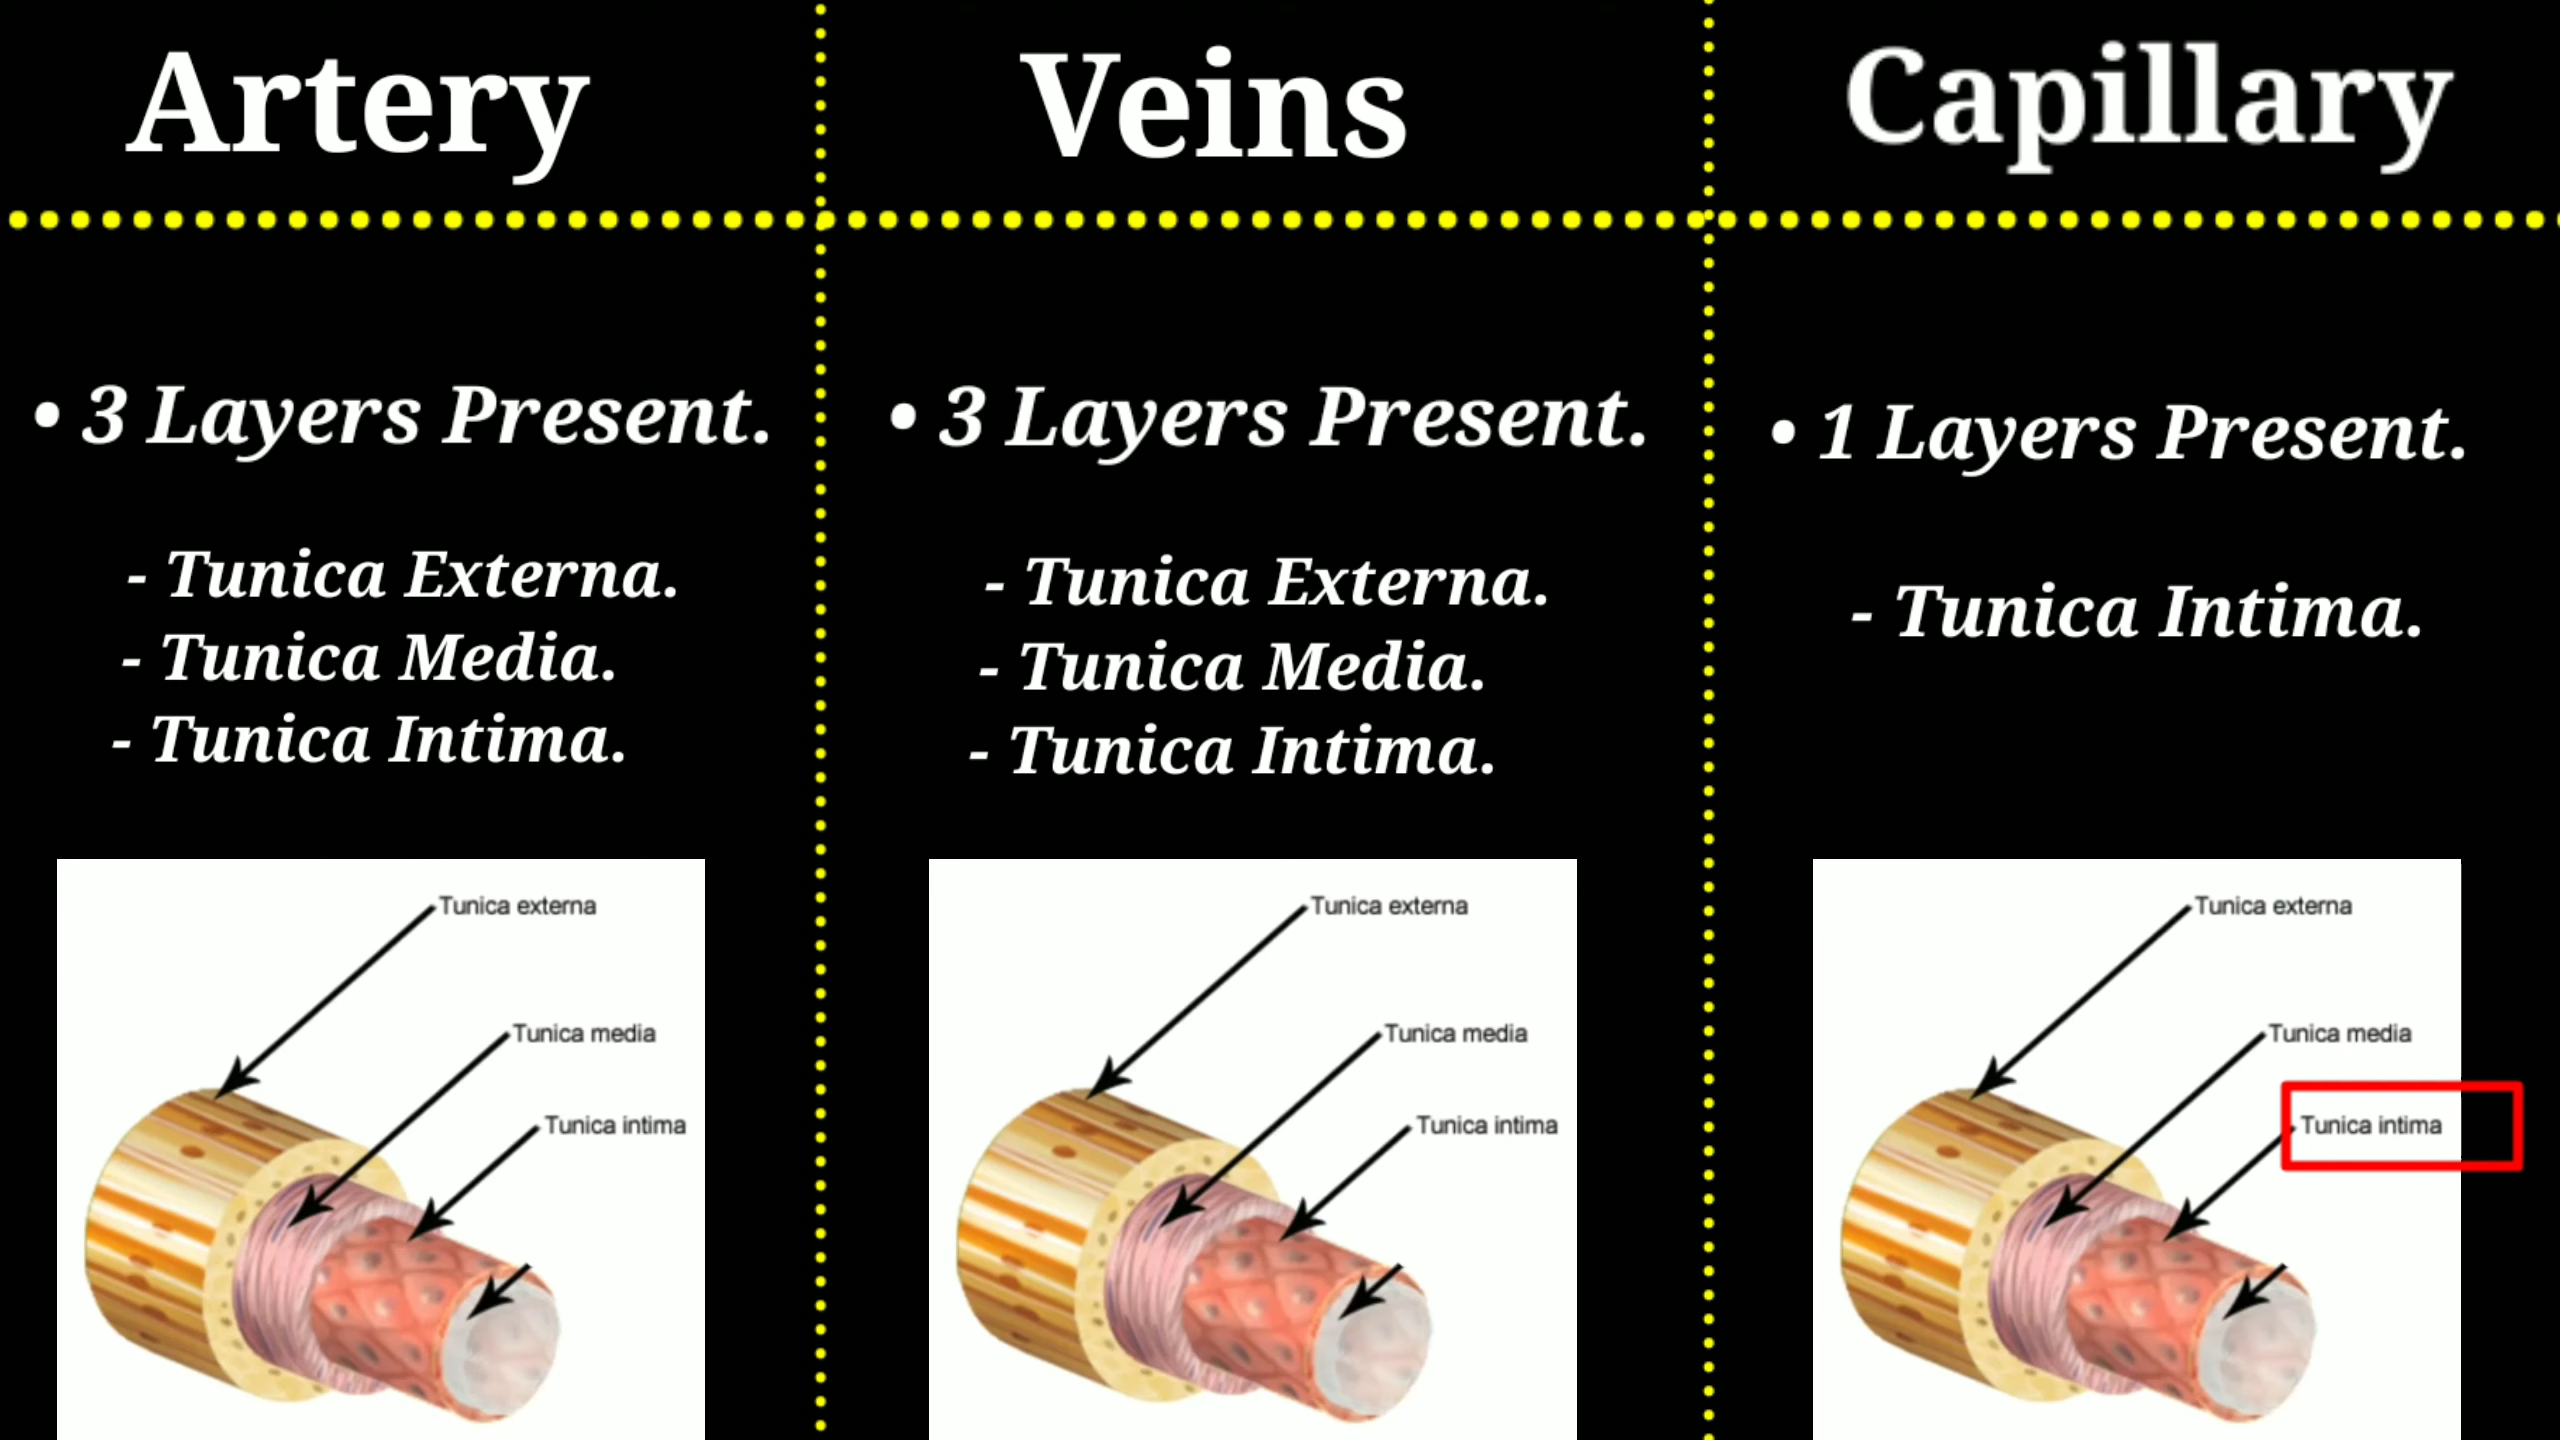 Artery
Veins
Capillary
• 3 Layers Present.
- Tunica Externa.
- Tunica Media.
- Tunica Intima.
• 3 Layers Present.
- Tunica Externa.
- Tunica Media.
- Tunica Intima.
• 1 Layers Present.
- Tunica Intima.
Tunica externa
Tunica media
Tunica intima
Tunica externa
Tunica media
Tunica intima
Tunica externa
Tunica media
Tunica intima